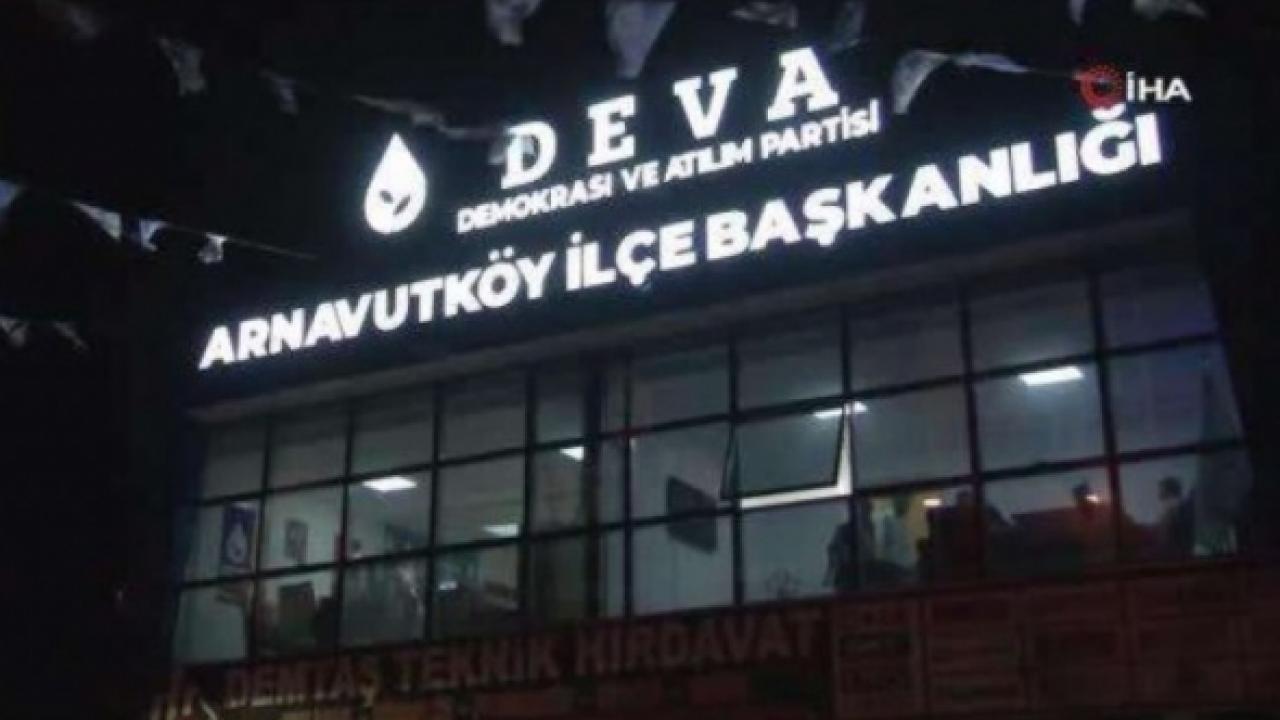 İHA
DEVA
DEMOKRASİ VE ATILIM PARTİSİ
ARNAVUTKÖY İLÇE BAŞKANLIĞI
DEMTAŞ TEKNİK HIRDAVAT